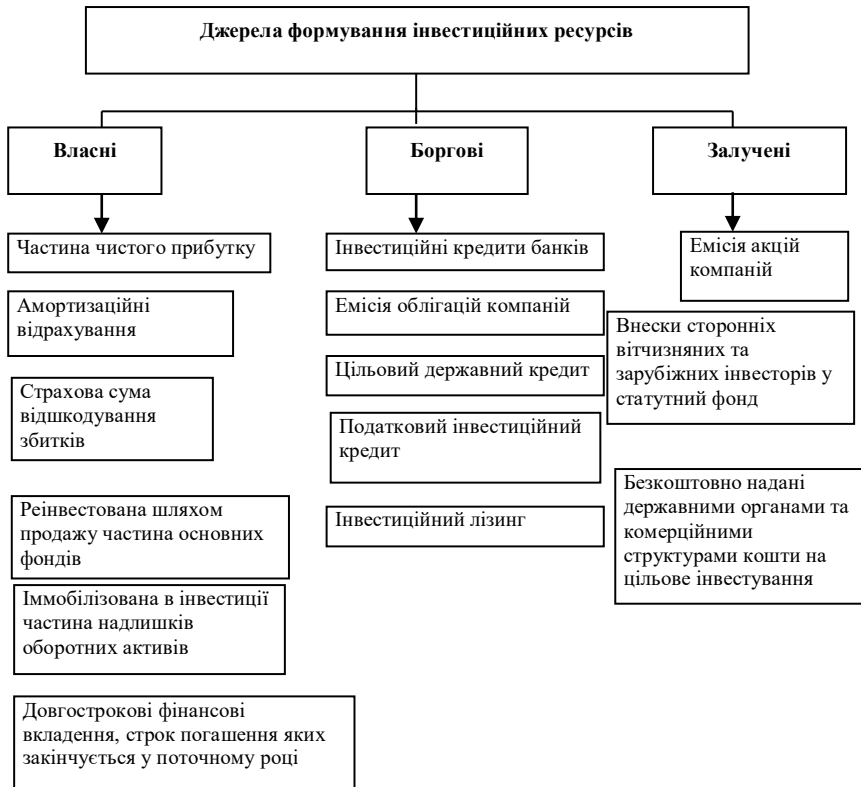 Джерела формування інвестиційних ресурсів
Власні
Боргові
Залучені
Частина чистого прибутку
Амортизаційні
відрахування
Страхова сума
відшкодування
збитків
Реінвестована шляхом
продажу частина основних
фондів
Іммобілізована в інвестиції
частина надлишків
оборотних активів
Довгострокові фінансові
вкладення, строк погашення яких
закінчується у поточному році
Інвестиційні кредити банків
Емісія облігацій компаній
Цільовий державний кредит
Податковий інвестиційний
кредит
Інвестиційний лізинг
Емісія акцій
компаній
Внески сторонніх
вітчизняних та
зарубіжних інвесторів у
статутний фонд
Безкоштовно надані
державними органами та
комерційними
структурами кошти на
цільове інвестування